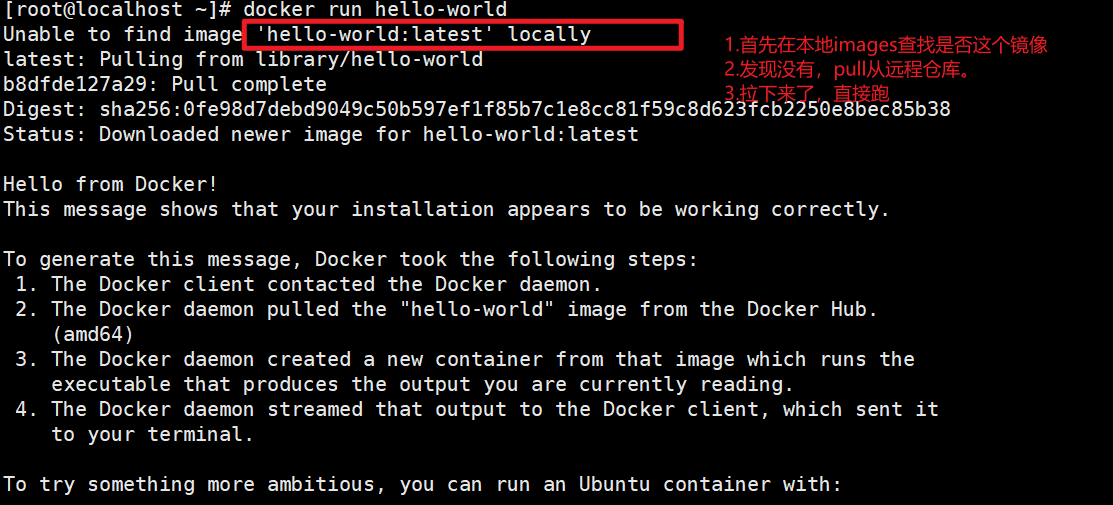 [root@localhost ~]# docker run hello-world
Unable to find image 'hello-world:latest' locally
latest: Pulling from library/hello-world
b8dfde127a29: Pull complete
Digest: sha256:0fe98d7debd9049c50b597ef1f85b7c1e8cc81f59c8d623fcb2250e8bec85b38
Status: Downloaded newer image for hello-world:latest
1.首先在本地images查找是否这个镜像
2.发现没有，pull从远程仓库。
3.拉下来了，直接跑
Hello from Docker!
This message shows that your installation appears to be working correctly.
To generate this message, Docker took the following steps:
1. The Docker client contacted the Docker daemon.
2. The Docker daemon pulled the "hello-world" image from the Docker Hub.
(amd64)
3. The Docker daemon created a new container from that image which runs the
executable that produces the output you are currently reading.
4. The Docker daemon streamed that output to the Docker client, which sent it
to your terminal.
To try something more ambitious, you can run an Ubuntu container with: